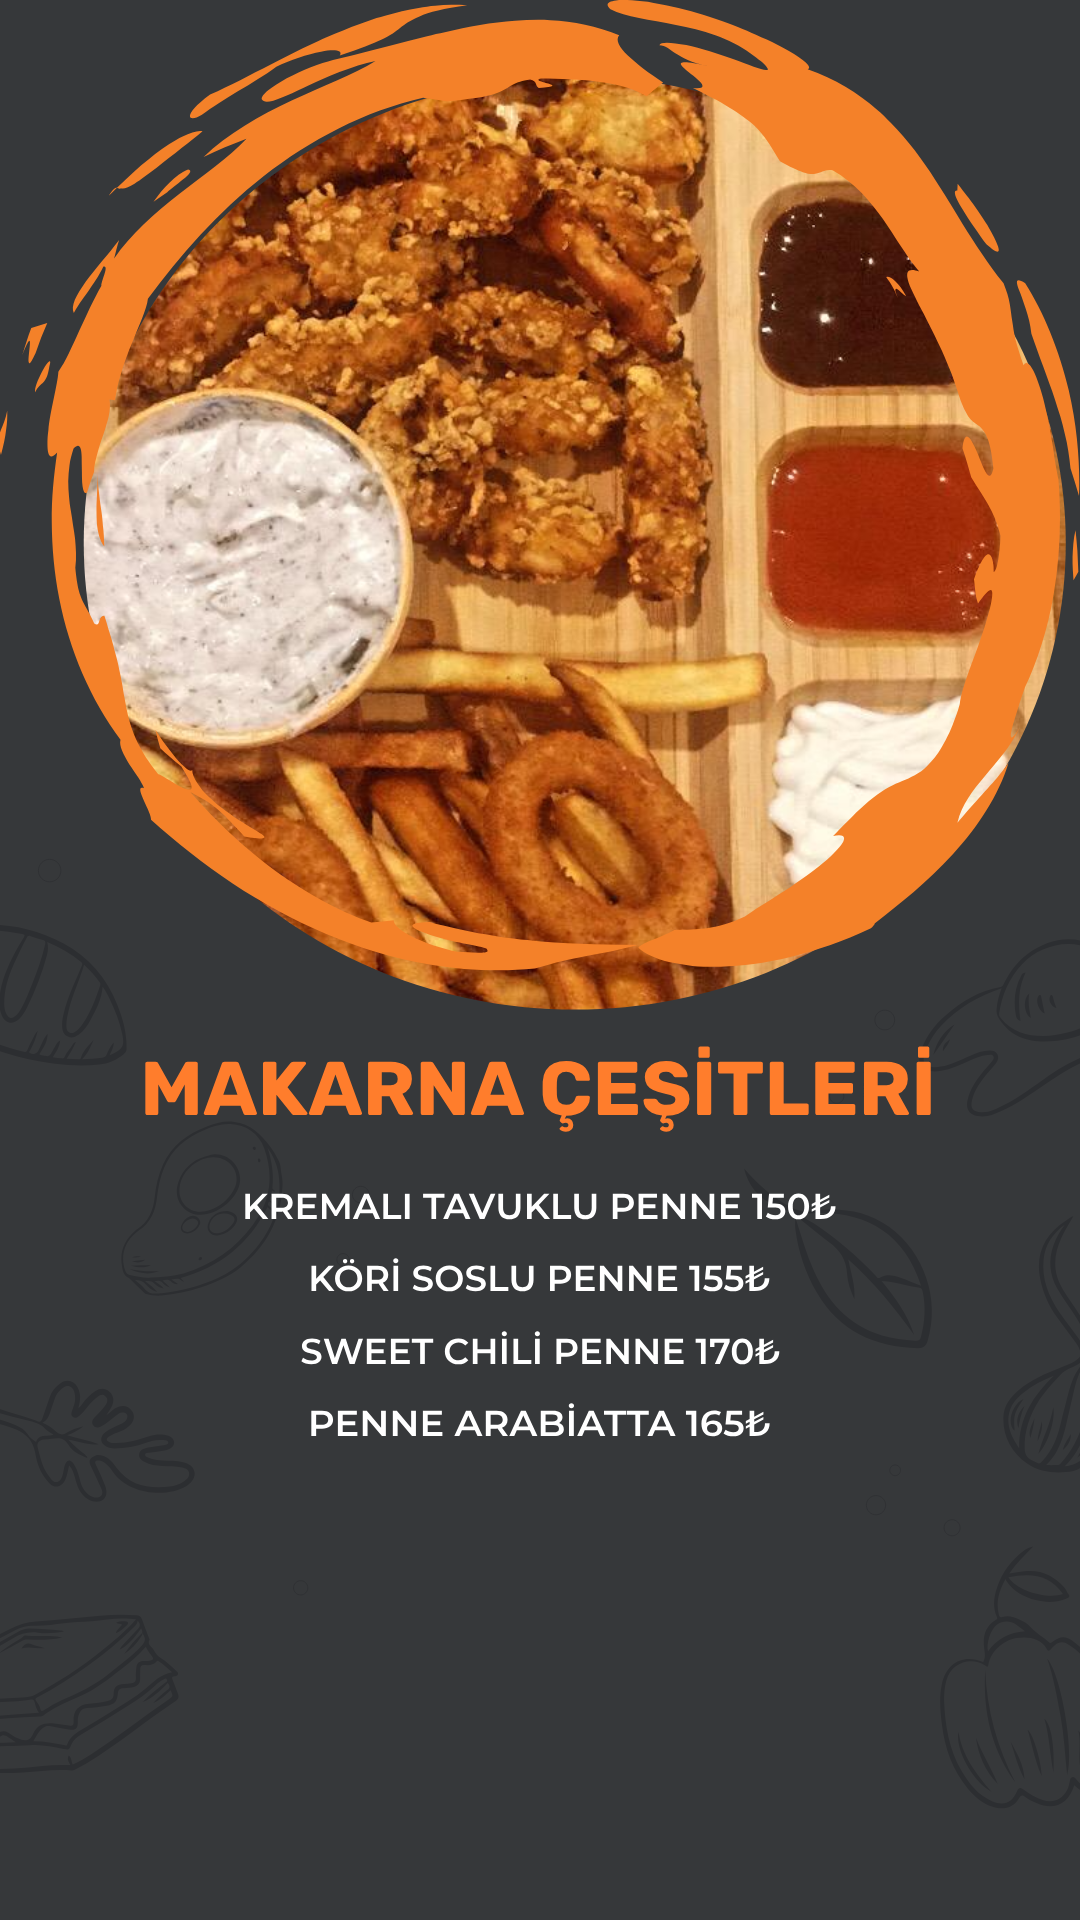 MAKARNA ÇEŞİTLERİ
KREMALI TAVUKLU PENNE 150₺
KÖRİ SOSLU PENNE 155₺
SWEET CHİLİ PENNE 170₺
PENNE ARABİATTA 165₺